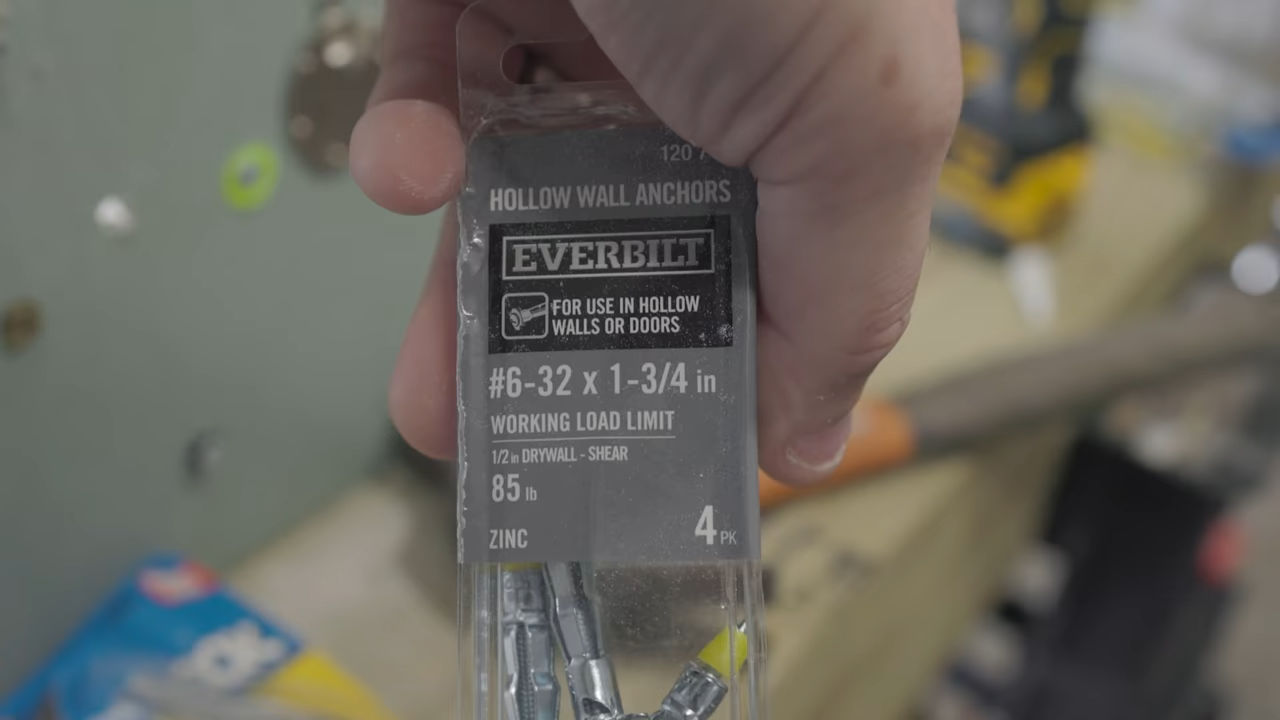 120
HOLLOW WALL ANCHORS
EVERBILT
FOR USE IN HOLLOW
WALLS OR DOORS
#6-32 x 1-3/4 in
WORKING LOAD LIMIT
1/2 in DRYWALL - SHEAR
85 lb
ZINC
4 PK